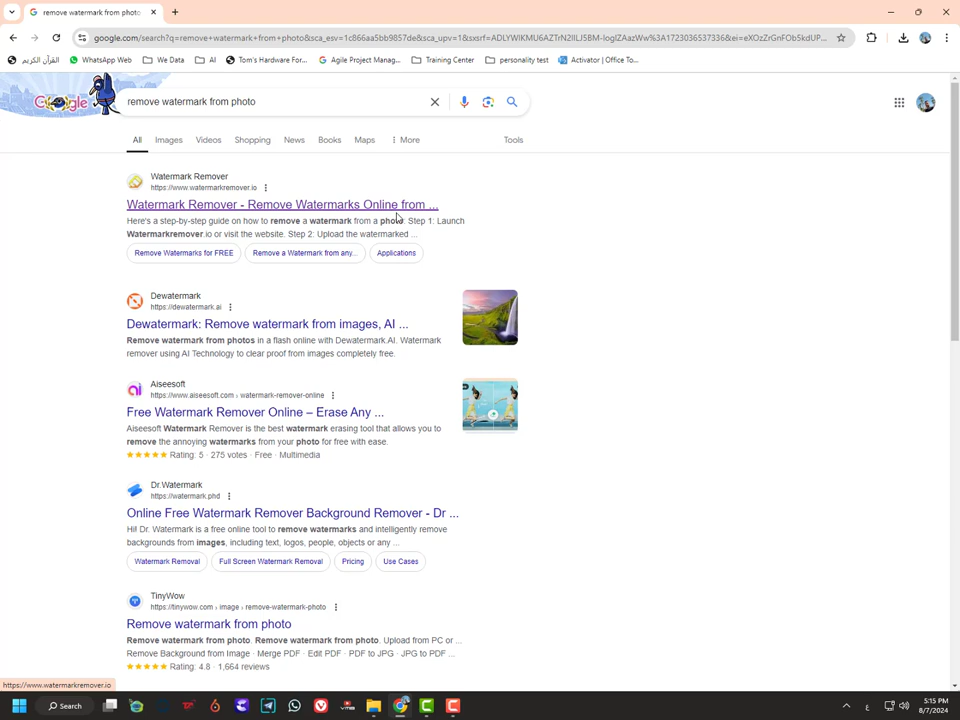 remove watermark from photo
google.com/search?q=remove+watermark+from+photo&sca_esv=1c866aa5bb9857de&sca_upv=1&sxsrf=
القرآن الكريم WhatsApp Web We Data AI Tom's Hardware For... Agile Project Manag... Training Center personality test Activator | Office To...
Google remove watermark from photo
All Images Videos Shopping News Books Maps More Tools
Watermark Remover
https://www.watermarkremover.io
Watermark Remover - Remove Watermarks Online from ...
Here's a step-by-step guide on how to remove a watermark from a photo: Step 1: Launch
Watermarkremover.io or visit the website. Step 2: Upload the watermarked ...
Remove Watermarks for FREE Remove a Watermark from any... Applications
Dewatermark
https://dewatermark.ai
Dewatermark: Remove watermark from images, AI ...
Remove watermark from photos in a flash online with Dewatermark.AI. Watermark
remover using AI Technology to clear proof from images completely free.
Aiseesoft
https://www.aiseesoft.com › watermark-remover-online
Free Watermark Remover Online – Erase Any ...
Aiseesoft Watermark Remover is the best watermark erasing tool that allows you to
remove the annoying watermarks from your photo for free with ease.
Rating: 5 · 275 votes · Free · Multimedia
Dr.Watermark
https://watermark.phd
Online Free Watermark Remover Background Remover - Dr ...
Hi! Dr. Watermark is a free online tool to remove watermarks and intelligently remove
backgrounds from images, including text, logos, people, objects or any ...
Watermark Removal Full Screen Watermark Removal Pricing Use Cases
TinyWow
https://tinywow.com › image › remove-watermark-photo
Remove watermark from photo
Remove watermark from photo. Remove watermark from photo. Upload from PC or ...
Remove Background from Image · Merge PDF · Edit PDF · PDF to JPG · JPG to PDF ...
Rating: 4.8 · 1,664 reviews
https://www.watermarkremover.io
Search ع 5:15 PM
8/7/2024